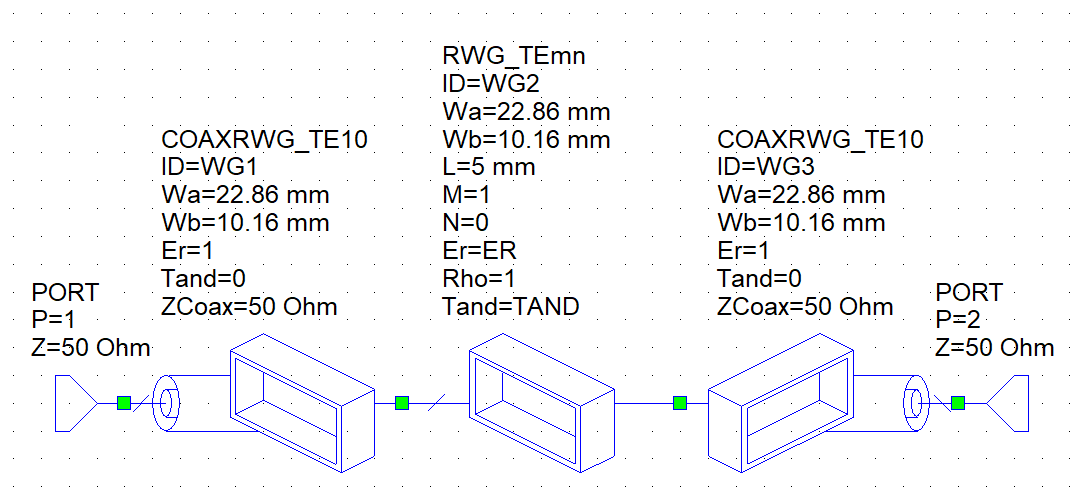 RWG_TEmn
ID=WG2
Wa=22.86 mm
Wb=10.16 mm
L=5 mm
M=1
N=0
Er=ER
Rho=1
Tand=TAND
COAXRWG_TE10
ID=WG1
Wa=22.86 mm
Wb=10.16 mm
Er=1
Tand=0
ZCoax=50 Ohm
COAXRWG_TE10
ID=WG3
Wa=22.86 mm
Wb=10.16 mm
Er=1
Tand=0
ZCoax=50 Ohm
PORT
P=1
Z=50 Ohm
PORT
P=2
Z=50 Ohm